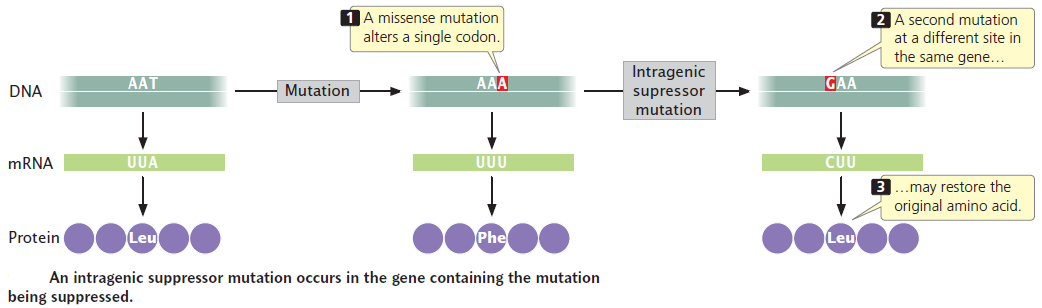 1 A missense mutation
alters a single codon.
2 A second mutation
at a different site in
the same gene…
DNA
AAT
Mutation
AAA
Intragenic
supressor
mutation
GAA
mRNA
UUA
UUU
CUU
3 …may restore the
original amino acid.
Protein
Leu
Phe
Leu
An intragenic suppressor mutation occurs in the gene containing the mutation
being suppressed.